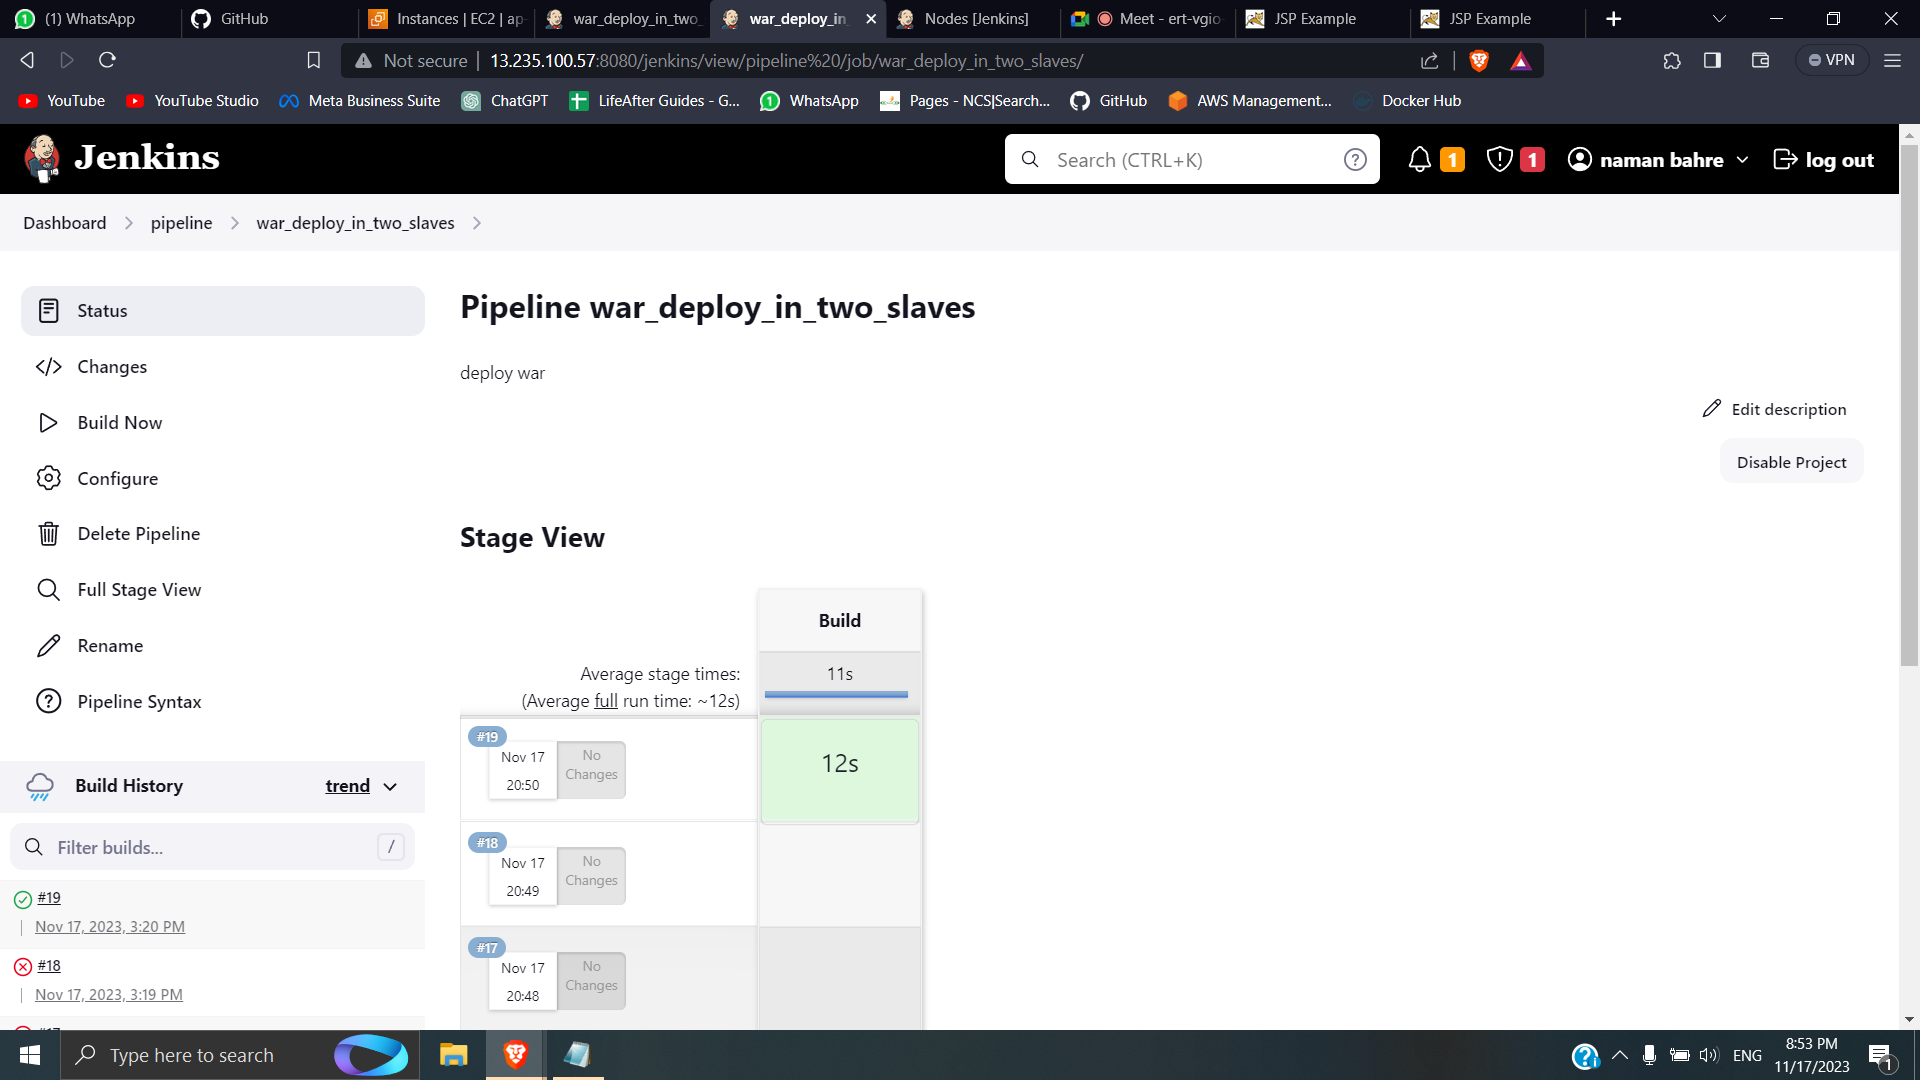 (1) WhatsApp
GitHub
Instances | EC2 | ap-
war_deploy_in_two_
war_deploy_in_
Nodes [Jenkins]
Meet - ert-vgio-
JSP Example
JSP Example
Not secure
13.235.100.57:8080/jenkins/view/pipeline%20/job/war_deploy_in_two_slaves/
VPN
YouTube
YouTube Studio
Meta Business Suite
ChatGPT
LifeAfter Guides - G...
WhatsApp
Pages - NCS|Search...
GitHub
AWS Management...
Docker Hub
Jenkins
Search (CTRL+K)
?
1
1
naman bahre
log out
Dashboard
pipeline
war_deploy_in_two_slaves
Status
Changes
Build Now
Configure
Delete Pipeline
Full Stage View
Rename
Pipeline Syntax
Build History
trend
Filter builds...
/
#19
Nov 17, 2023, 3:20 PM
#18
Nov 17, 2023, 3:19 PM
Pipeline war_deploy_in_two_slaves
deploy war
Edit description
Disable Project
Stage View
Build
Average stage times:
(Average full run time: ~12s)
11s
#19
Nov 17
20:50
No
Changes
12s
#18
Nov 17
20:49
No
Changes
#17
Nov 17
20:48
No
Changes
Type here to search
ENG
8:53 PM
11/17/2023
1